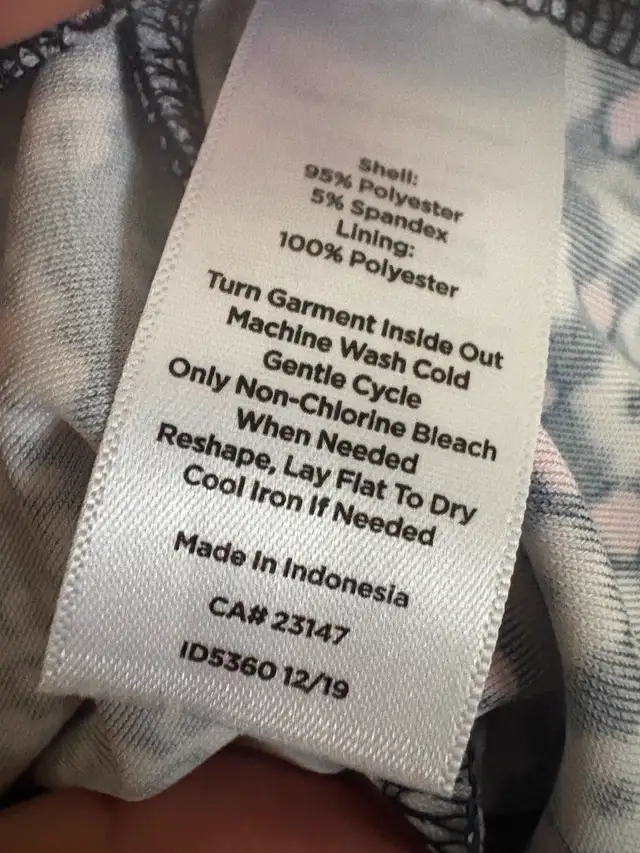 Shell:
95% Polyester
5% Spandex
Lining:
100% Polyester
Turn Garment Inside Out
Machine Wash Cold
Gentle Cycle
Only Non-Chlorine Bleach
When Needed
Reshape, Lay Flat To Dry
Cool Iron If Needed
Made In Indonesia
CA# 23147
ID5360 12/19